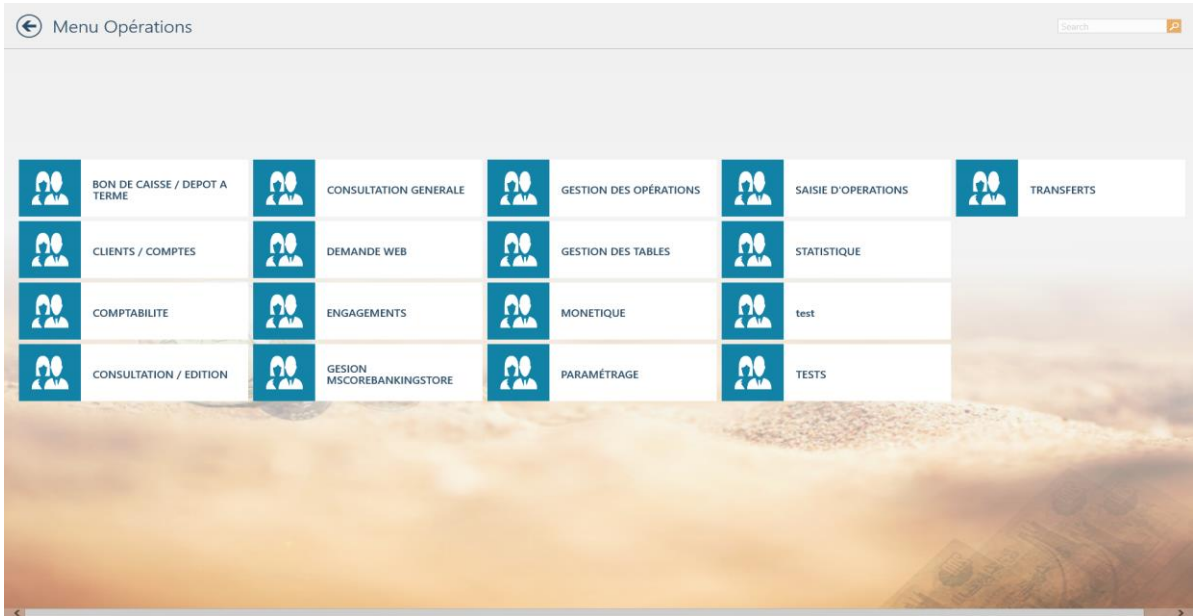 Menu Opérations
Search
BON DE CAISSE / DEPOT A
TERME
CONSULTATION GENERALE
GESTION DES OPÉRATIONS
SAISIE D'OPERATIONS
TRANSFERTS
CLIENTS / COMPTES
DEMANDE WEB
GESTION DES TABLES
STATISTIQUE
COMPTABILITE
ENGAGEMENTS
MONETIQUE
test
CONSULTATION / EDITION
GESION
MSCOREBANKINGSTORE
PARAMÉTRAGE
TESTS